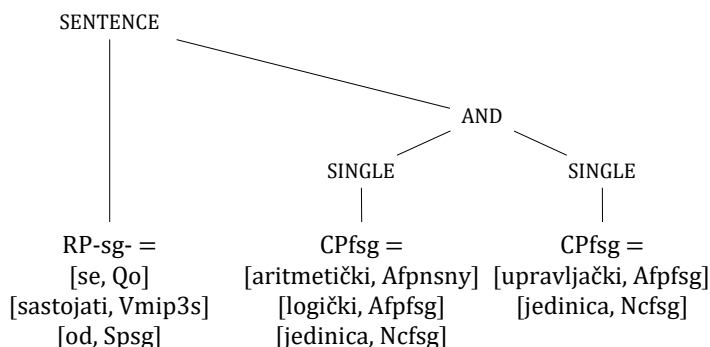 SENTENCE
AND
SINGLE SINGLE
RP-sg- = CPfsg = CPfsg =
[se, Qo] [aritmetički, Afpnsny] [upravljački, Afpfsg]
[sastojati, Vmip3s] [logički, Afpfsg] [jedinica, Ncfsg]
[od, Spsg] [jedinica, Ncfsg]